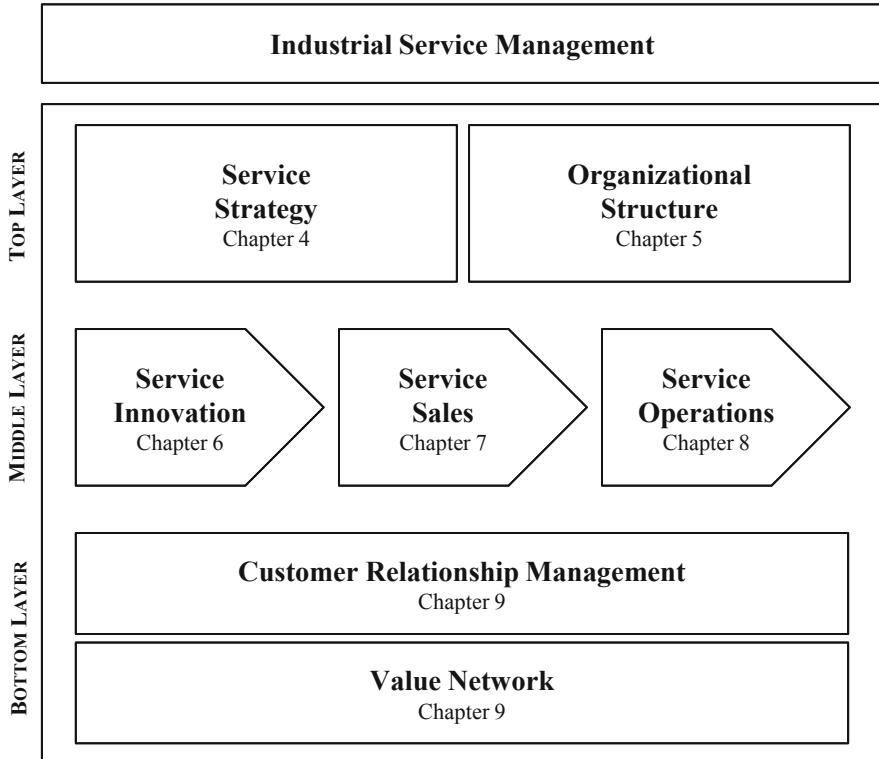 Industrial Service Management
TOP LAYER
Service
Strategy
Chapter 4
Organizational
Structure
Chapter 5
MIDDLE LAYER
Service
Innovation
Chapter 6
Service
Sales
Chapter 7
Service
Operations
Chapter 8
BOTTOM LAYER
Customer Relationship Management
Chapter 9
Value Network
Chapter 9